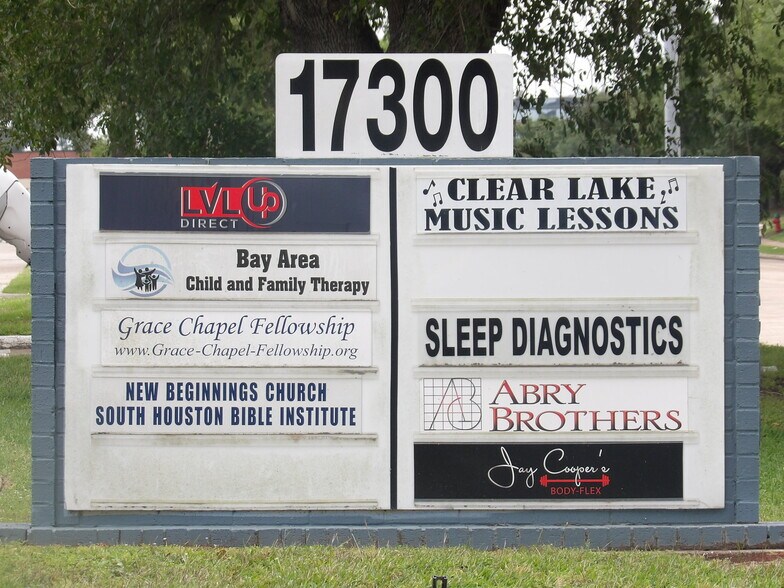 17300
LVL Up
DIRECT
Bay Area
Child and Family Therapy
Grace Chapel Fellowship
www.Grace-Chapel-Fellowship.org
NEW BEGINNINGS CHURCH
SOUTH HOUSTON BIBLE INSTITUTE
CLEAR LAKE
MUSIC LESSONS
SLEEP DIAGNOSTICS
AB
ABRY
BROTHERS
Jay Cooper's
BODY-FLEX